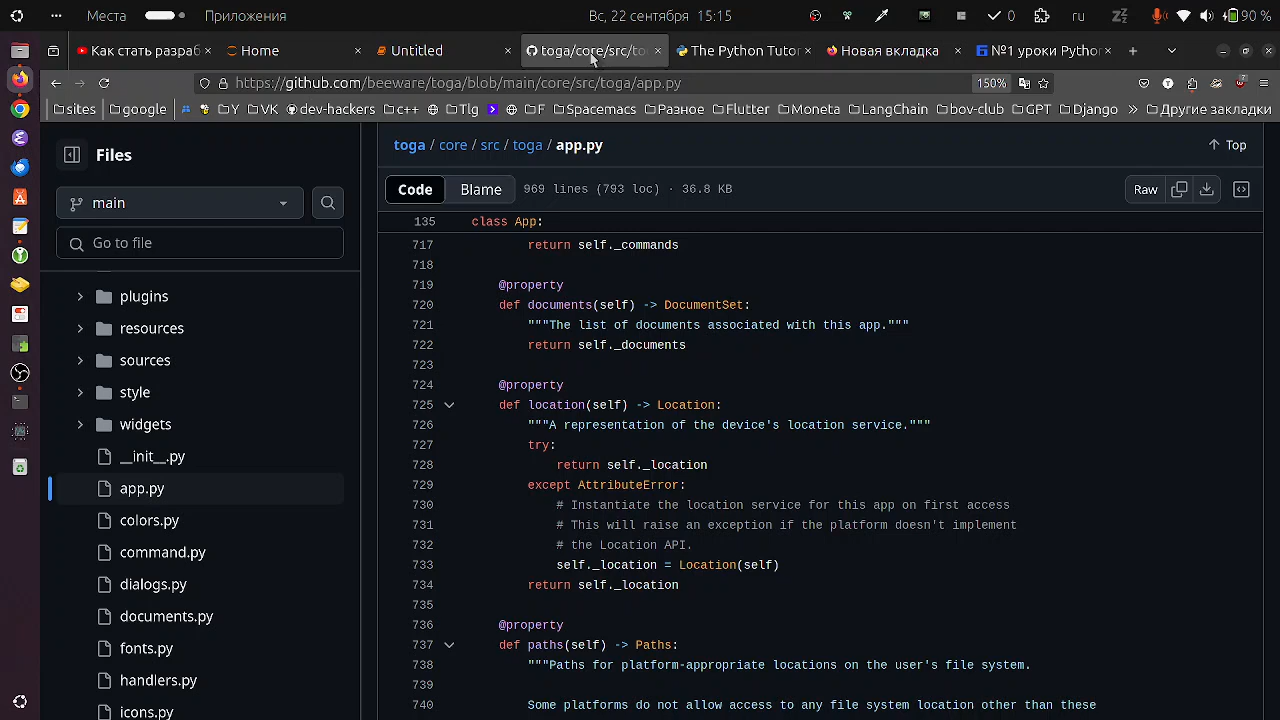 Место Приложения Вс, 22 сентября 15:15 0 ru 90 %
Как стать разраб Home Untitled toga/core/src/to The Python Tutor Новая вкладка №1 уроки Python
https://github.com/beeware/toga/blob/main/core/src/toga/app.py 150%
sites google Y VK dev-hackers c++ Tlg F Spacemacs Разное Flutter Moneta LangChain bov-club GPT Django Другие закладки
Files
main
Go to file
plugins
resources
sources
style
widgets
__init__.py
app.py
colors.py
command.py
dialogs.py
documents.py
fonts.py
handlers.py
icons.py
toga / core / src / toga / app.py Top
Code Blame 969 lines (793 loc) · 36.8 KB Raw
135 class App:
717 return self._commands
718
719 @property
720 def documents(self) -> DocumentSet:
721 """The list of documents associated with this app."""
722 return self._documents
723
724 @property
725 def location(self) -> Location:
726 """A representation of the device's location service."""
727 try:
728 return self._location
729 except AttributeError:
730 # Instantiate the location service for this app on first access
731 # This will raise an exception if the platform doesn't implement
732 # the Location API.
733 self._location = Location(self)
734 return self._location
735
736 @property
737 def paths(self) -> Paths:
738 """Paths for platform-appropriate locations on the user's file system.
739
740 Some platforms do not allow access to any file system location other than these